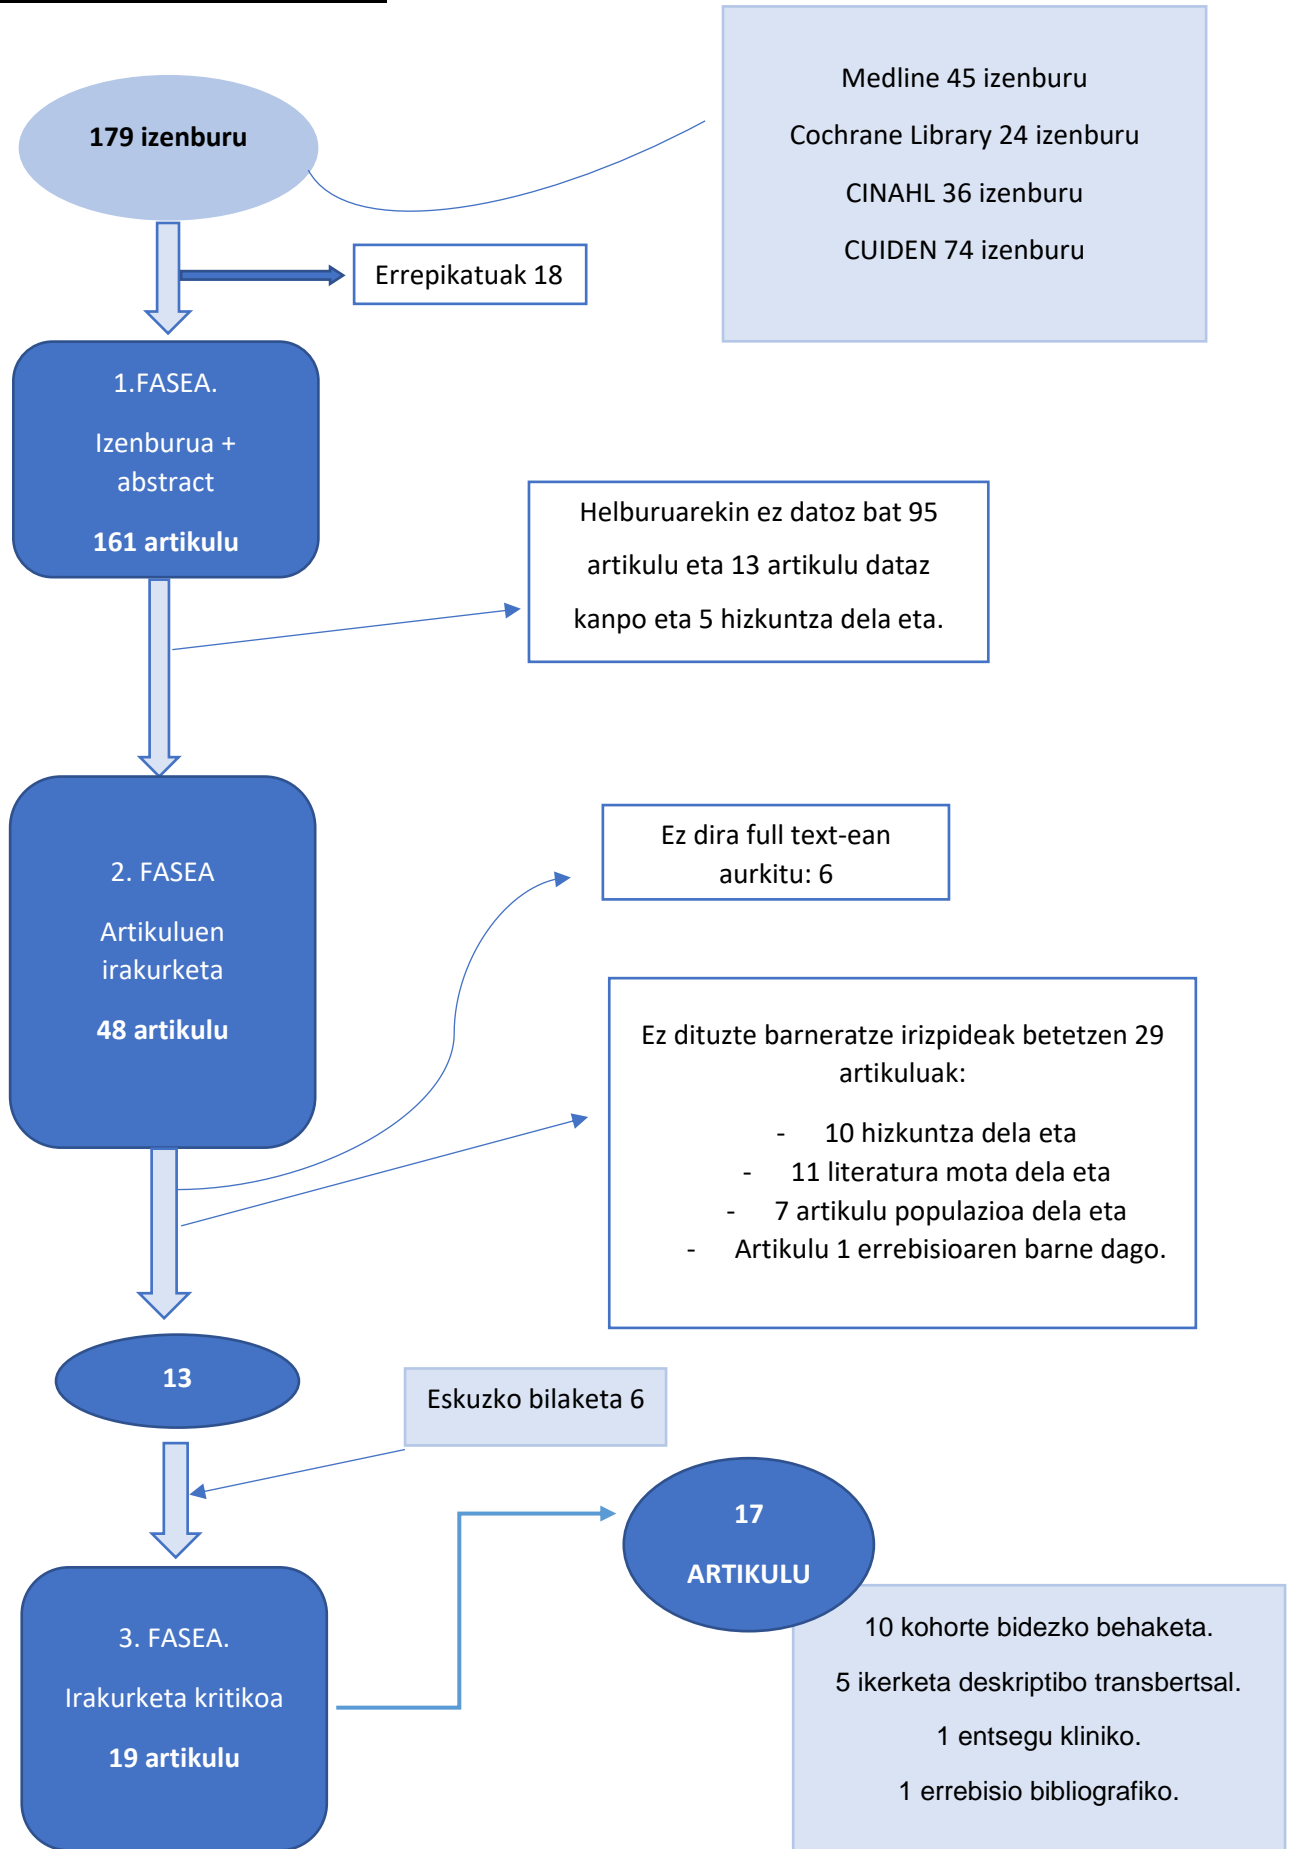 179 izenburu
Medline 45 izenburu
Cochrane Library 24 izenburu
CINAHL 36 izenburu
CUIDEN 74 izenburu
Errepikatuak 18
1.FASEA.
Izenburua +
abstract
161 artikulu
Helburuarekin ez datoz bat 95
artikulu eta 13 artikulu dataz
kanpo eta 5 hizkuntza dela eta.
2. FASEA
Artikuluen
irakurketa
48 artikulu
Ez dira full text-ean
aurkitu: 6
Ez dituzte barneratze irizpideak betetzen 29
artikuluak:
- 10 hizkuntza dela eta
- 11 literatura mota dela eta
- 7 artikulu populazioa dela eta
- Artikulu 1 errebisioaren barne dago.
13
Eskuzko bilaketa 6
17
ARTIKULU
3. FASEA.
Irakurketa kritikoa
19 artikulu
10 kohorte bidezko behaketa.
5 ikerketa deskriptibo transbertsal.
1 entsegu kliniko.
1 errebisio bibliografiko.